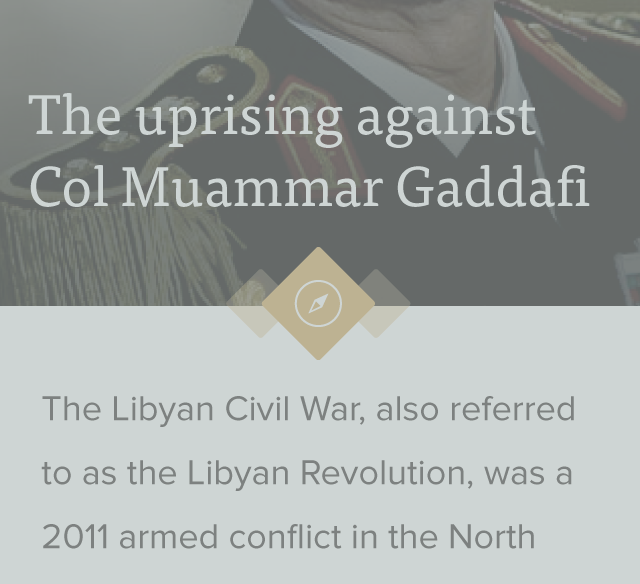 The uprising against
Col Muammar Gaddafi
The Libyan Civil War, also referred
to as the Libyan Revolution, was a
2011 armed conflict in the North